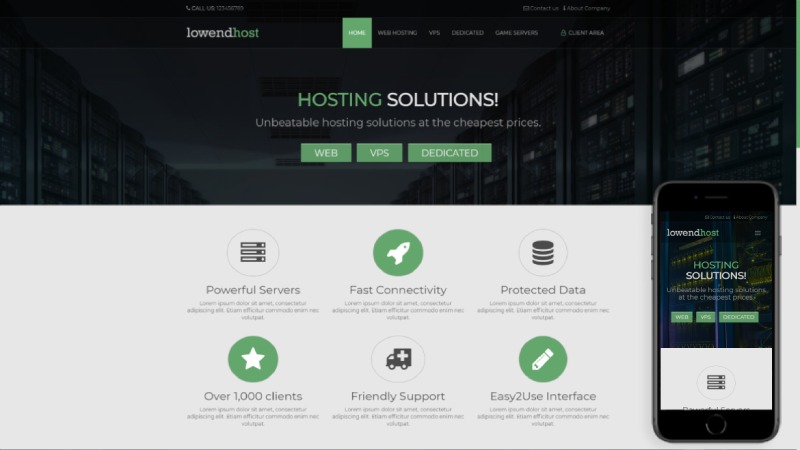 CALL US: 123456789
Contact us
About Company
lowendhost
HOME
WEB HOSTING
VPS
DEDICATED
GAME SERVERS
CLIENT AREA
HOSTING SOLUTIONS!
Unbeatable hosting solutions at the cheapest prices.
WEB
VPS
DEDICATED
Powerful Servers
Lorem ipsum dolor sit amet, consectetur
adipiscing elit. Etiam efficitur commodo enim nec
volutpat.
Fast Connectivity
Lorem ipsum dolor sit amet, consectetur
adipiscing elit. Etiam efficitur commodo enim nec
volutpat.
Protected Data
Lorem ipsum dolor sit amet, consectetur
adipiscing elit. Etiam efficitur commodo enim nec
volutpat.
Over 1,000 clients
Lorem ipsum dolor sit amet, consectetur
adipiscing elit. Etiam efficitur commodo enim nec
volutpat.
Friendly Support
Lorem ipsum dolor sit amet, consectetur
adipiscing elit. Etiam efficitur commodo enim nec
volutpat.
Easy2Use Interface
Lorem ipsum dolor sit amet, consectetur
adipiscing elit. Etiam efficitur commodo enim nec
volutpat.
Contact us
About Company
lowendhost
HOSTING
SOLUTIONS!
Unbeatable hosting solutions
at the cheapest prices.
WEB
VPS
DEDICATED
Powerful Servers